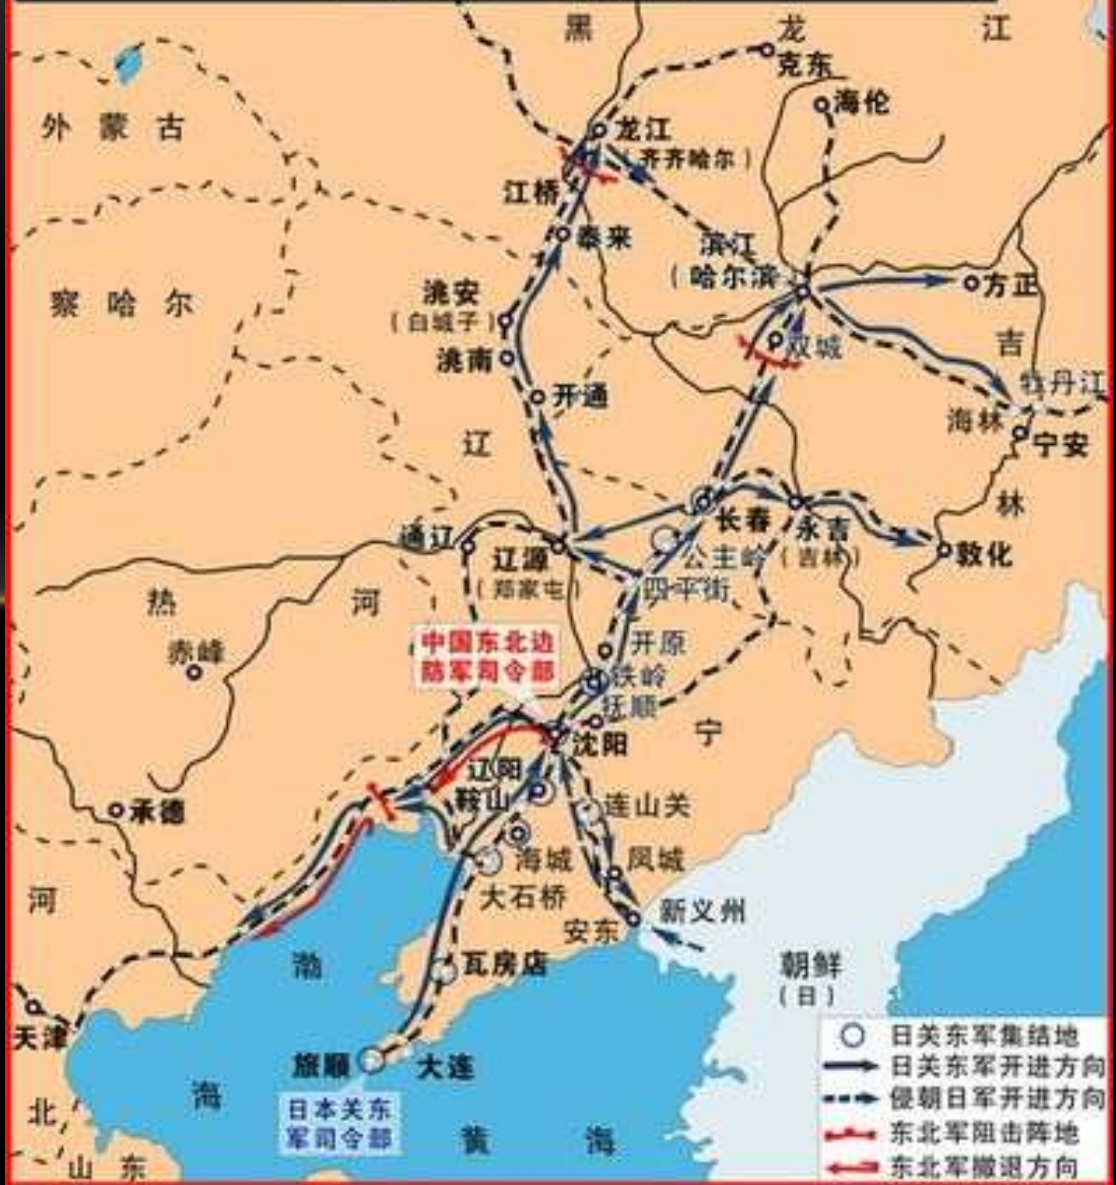 黑 龙 江
克东
外 蒙 古
海伦
龙江
（齐齐哈尔）
江桥
泰来
滨江
（哈尔滨）
察 哈 尔
洮安
（白城子）
方正
双城
吉
洮南
牡丹江
开通
海林
宁安
辽
林
长春
永吉
（吉林）
通辽
辽源
（郑家屯）
公主岭
敦化
四平街
热 河
中国东北边
防军司令部
开原
赤峰
铁岭
抚顺
宁
沈阳
辽阳
鞍山
连山关
承德
海城
凤城
大石桥
河
新义州
安东
渤
瓦房店
朝鲜
（日）
天津
旅顺
大连
海
日本关东
军司令部
北
黄 海
山 东
日关东军集结地
日关东军开进方向
侵朝日军开进方向
东北军阻击阵地
东北军撤退方向